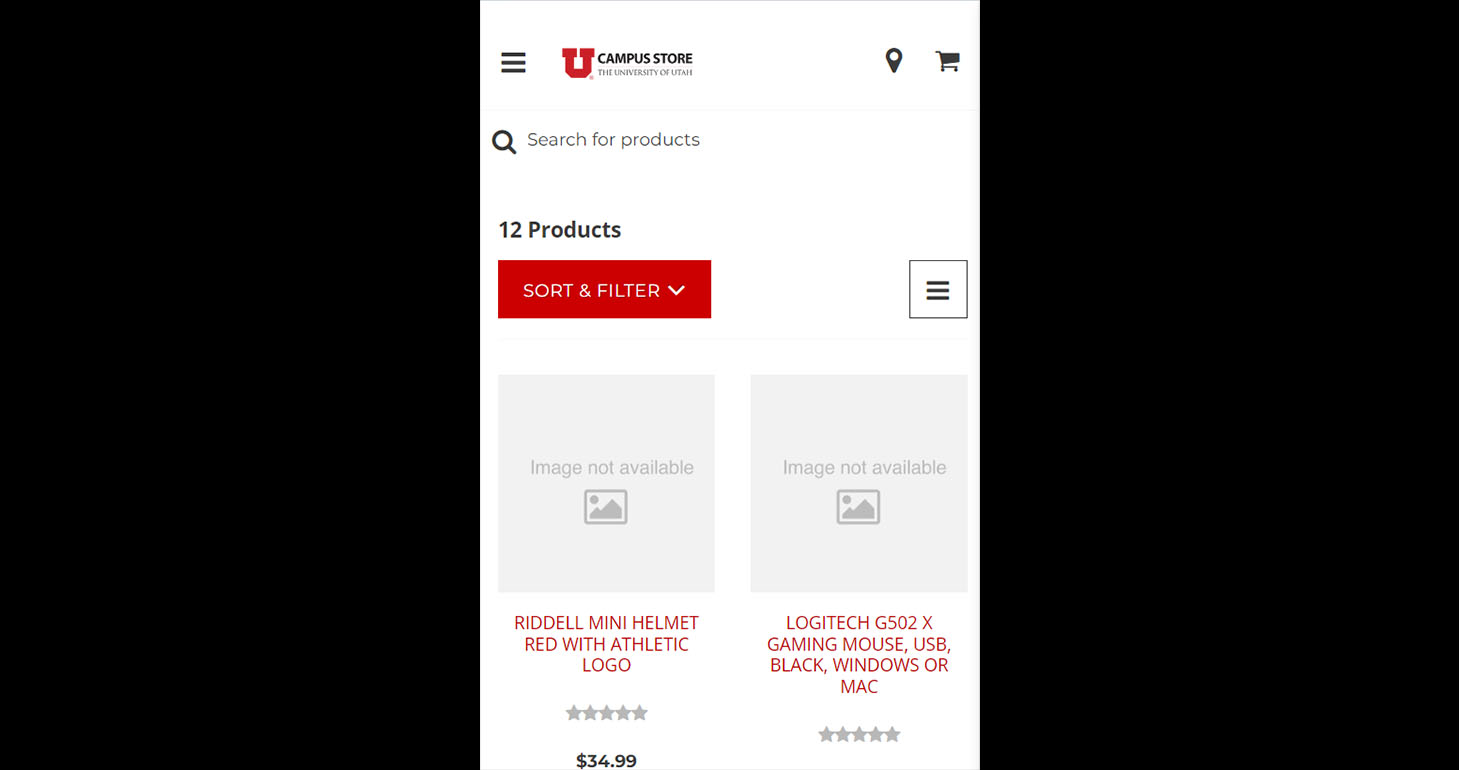 CAMPUS STORE
THE UNIVERSITY OF UTAH
Search for products
12 Products
SORT & FILTER
Image not available
Image not available
RIDDELL MINI HELMET
RED WITH ATHLETIC
LOGO
$34.99
LOGITECH G502 X
GAMING MOUSE, USB,
BLACK, WINDOWS OR
MAC